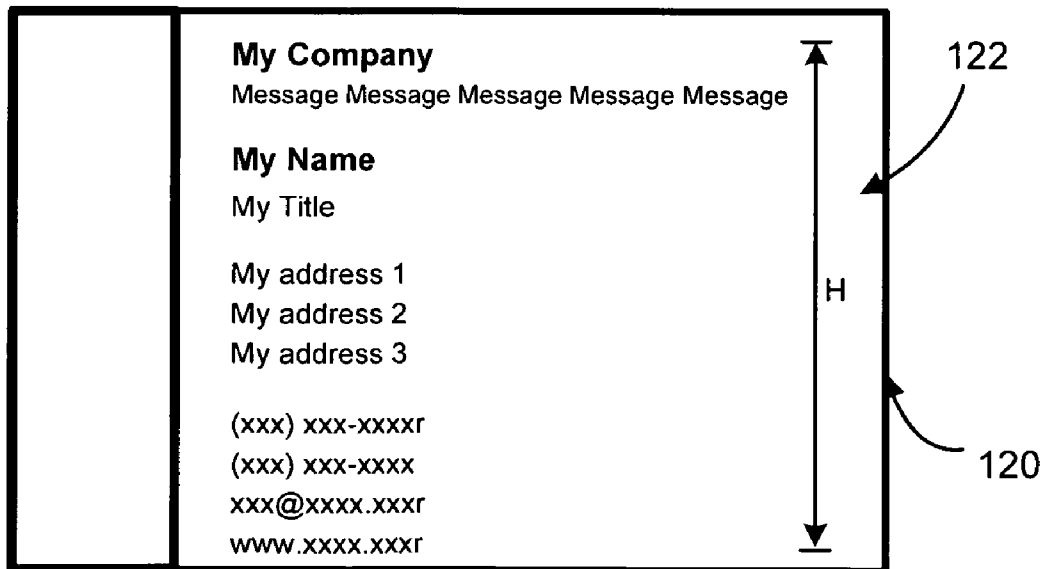 My Company
Message Message Message Message Message
My Name
My Title
My address 1
My address 2
My address 3
(xxx) xxx-xxxxr
(xxx) xxx-xxxx
xxx@xxxx.xxxr
www.xxxx.xxxr
H
122
120